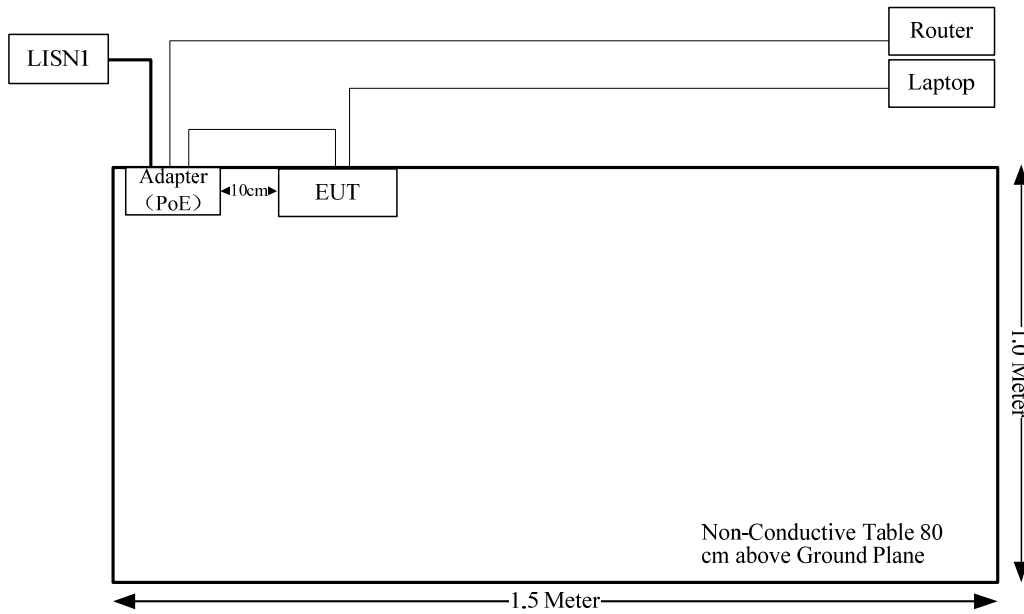 Router
LISN1
Laptop
Adapter
（PoE）
10cm
EUT
1.0 Meter
Non-Conductive Table 80
cm above Ground Plane
1.5 Meter